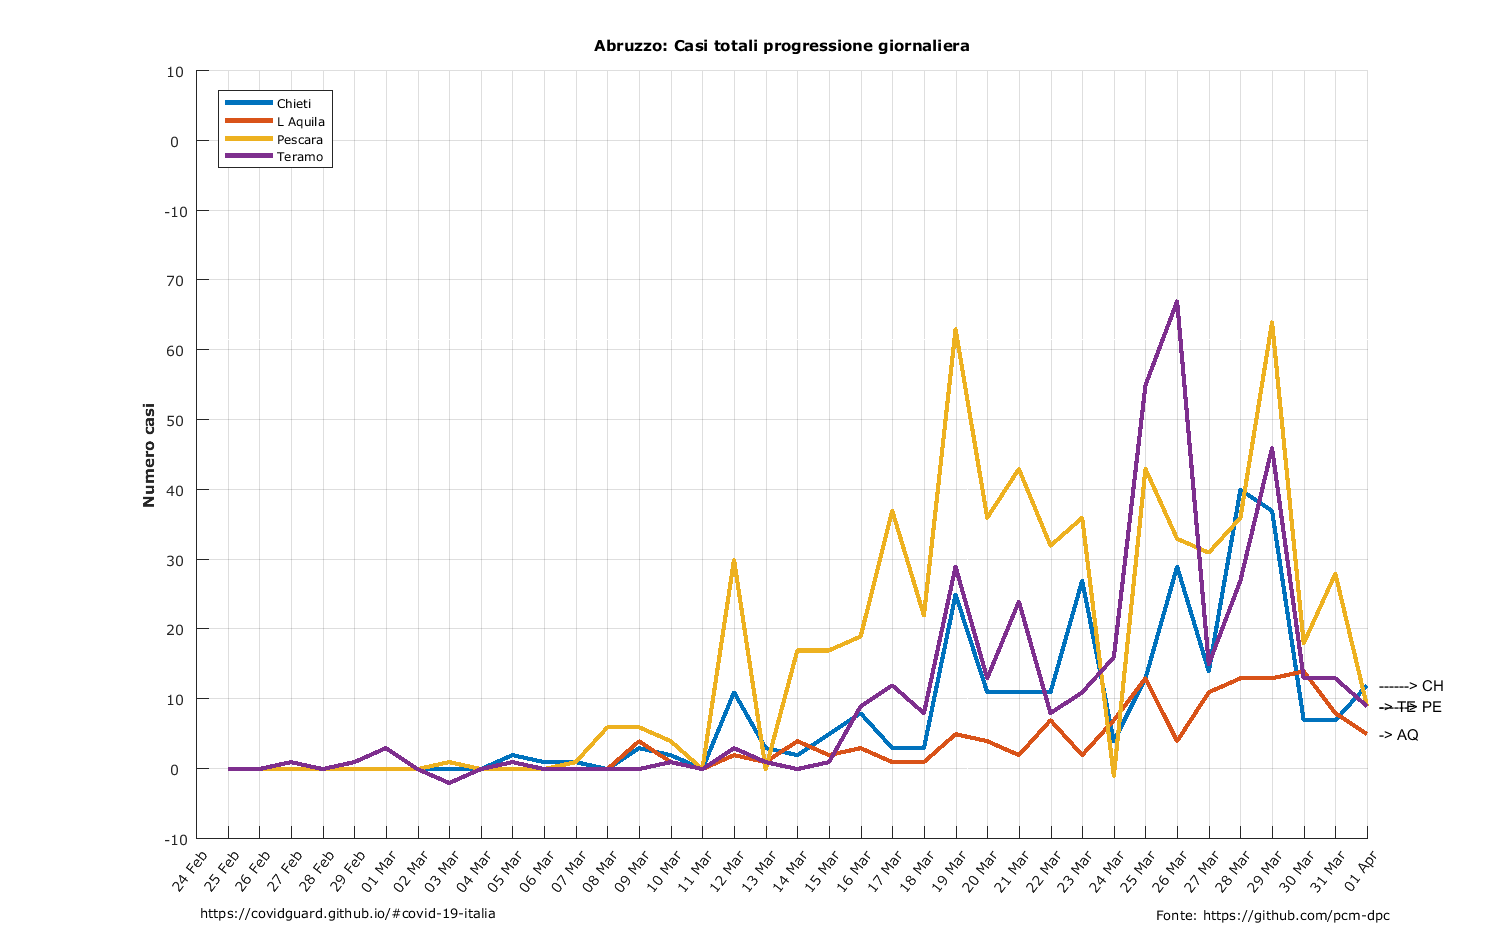 Abruzzo: Casi totali progressione giornaliera
10
0
-10
70
60
50
40
30
20
10
0
-10
Numero casi
Chieti
L Aquila
Pescara
Teramo
------> CH
-> TE
----> PE
-> AQ
24 Feb
25 Feb
26 Feb
27 Feb
28 Feb
29 Feb
01 Mar
02 Mar
03 Mar
04 Mar
05 Mar
06 Mar
07 Mar
08 Mar
09 Mar
10 Mar
11 Mar
12 Mar
13 Mar
14 Mar
15 Mar
16 Mar
17 Mar
18 Mar
19 Mar
20 Mar
21 Mar
22 Mar
23 Mar
24 Mar
25 Mar
26 Mar
27 Mar
28 Mar
29 Mar
30 Mar
31 Mar
01 Apr
https://covidguard.github.io/#covid-19-italia
Fonte: https://github.com/pcm-dpc